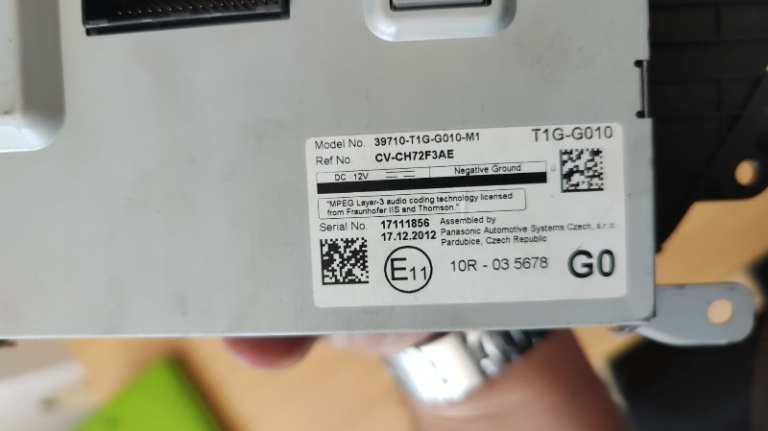 Model No. 39710-T1G-G010-M1 T1G-G010
Ref No. CV-CH72F3AE
DC 12V Negative Ground
"MPEG Layer-3 audio coding technology licensed
from Fraunhofer IIS and Thomson."
Serial No. 17111856 Assembled by
17.12.2012 Panasonic Automotive Systems Czech, s.r.o.
Pardubice, Czech Republic
E11 10R - 03 5678 G0